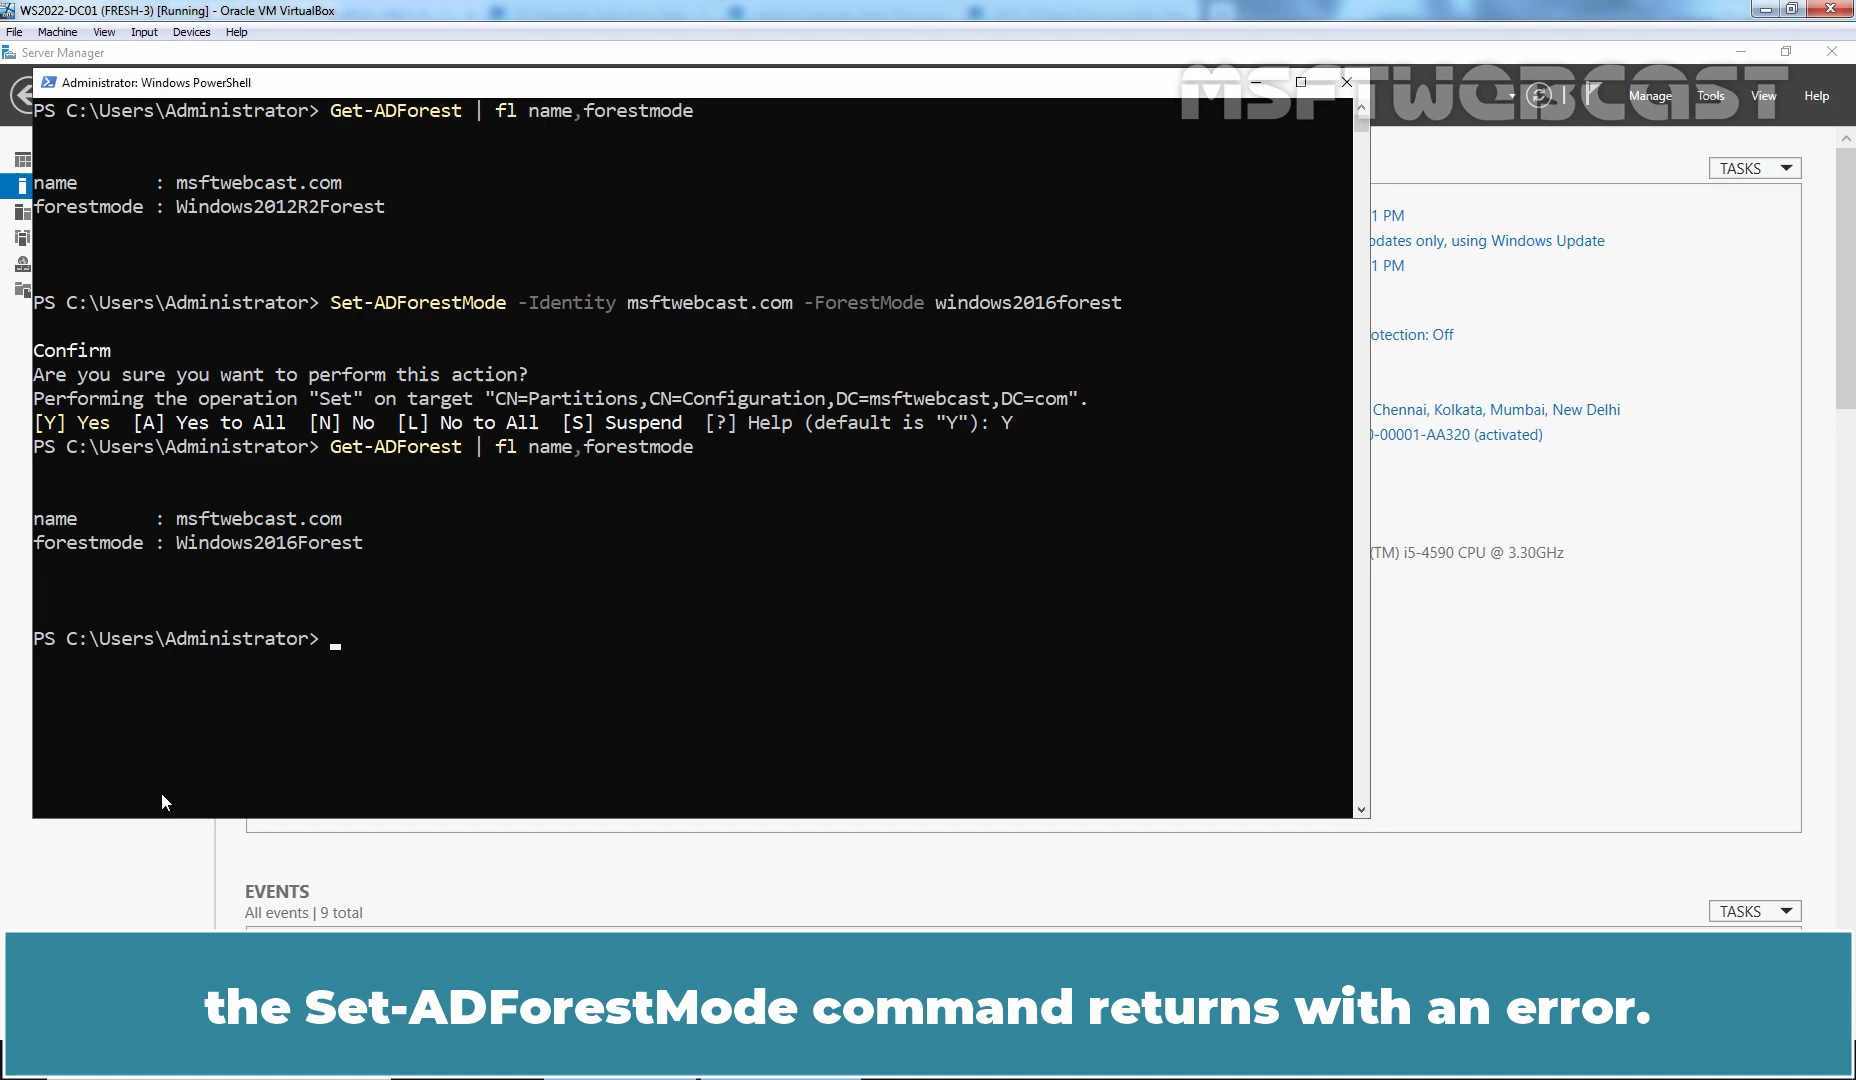 WS2022-DC01 (FRESH-3) [Running] - Oracle VM VirtualBox
File Machine View Input Devices Help
Server Manager
Administrator: Windows PowerShell
MSFTWEBCAST
Manage Tools View Help
PS C:\Users\Administrator> Get-ADForest | fl name,forestmode
name : msftwebcast.com
forestmode : Windows2012R2Forest
PS C:\Users\Administrator> Set-ADForestMode -Identity msftwebcast.com -ForestMode windows2016forest
Confirm
Are you sure you want to perform this action?
Performing the operation "Set" on target "CN=Partitions,CN=Configuration,DC=msftwebcast,DC=com".
[Y] Yes [A] Yes to All [N] No [L] No to All [S] Suspend [?] Help (default is "Y"): Y
PS C:\Users\Administrator> Get-ADForest | fl name,forestmode
name : msftwebcast.com
forestmode : Windows2016Forest
PS C:\Users\Administrator>
TASKS
1 PM
dates only, using Windows Update
1 PM
otection: Off
Chennai, Kolkata, Mumbai, New Delhi
0-00001-AA320 (activated)
(TM) i5-4590 CPU @ 3.30GHz
EVENTS
All events | 9 total
TASKS
the Set-ADForestMode command returns with an error.